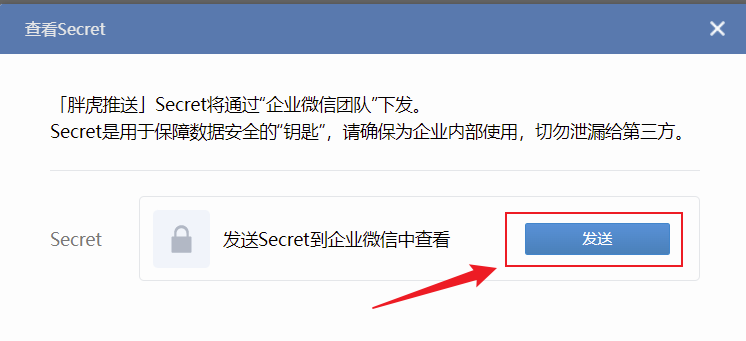 查看Secret
「胖虎推送」Secret将通过“企业微信团队”下发。
Secret是用于保障数据安全的“钥匙”，请确保为企业内部使用，切勿泄漏给第三方。
Secret
发送Secret到企业微信中查看
发送